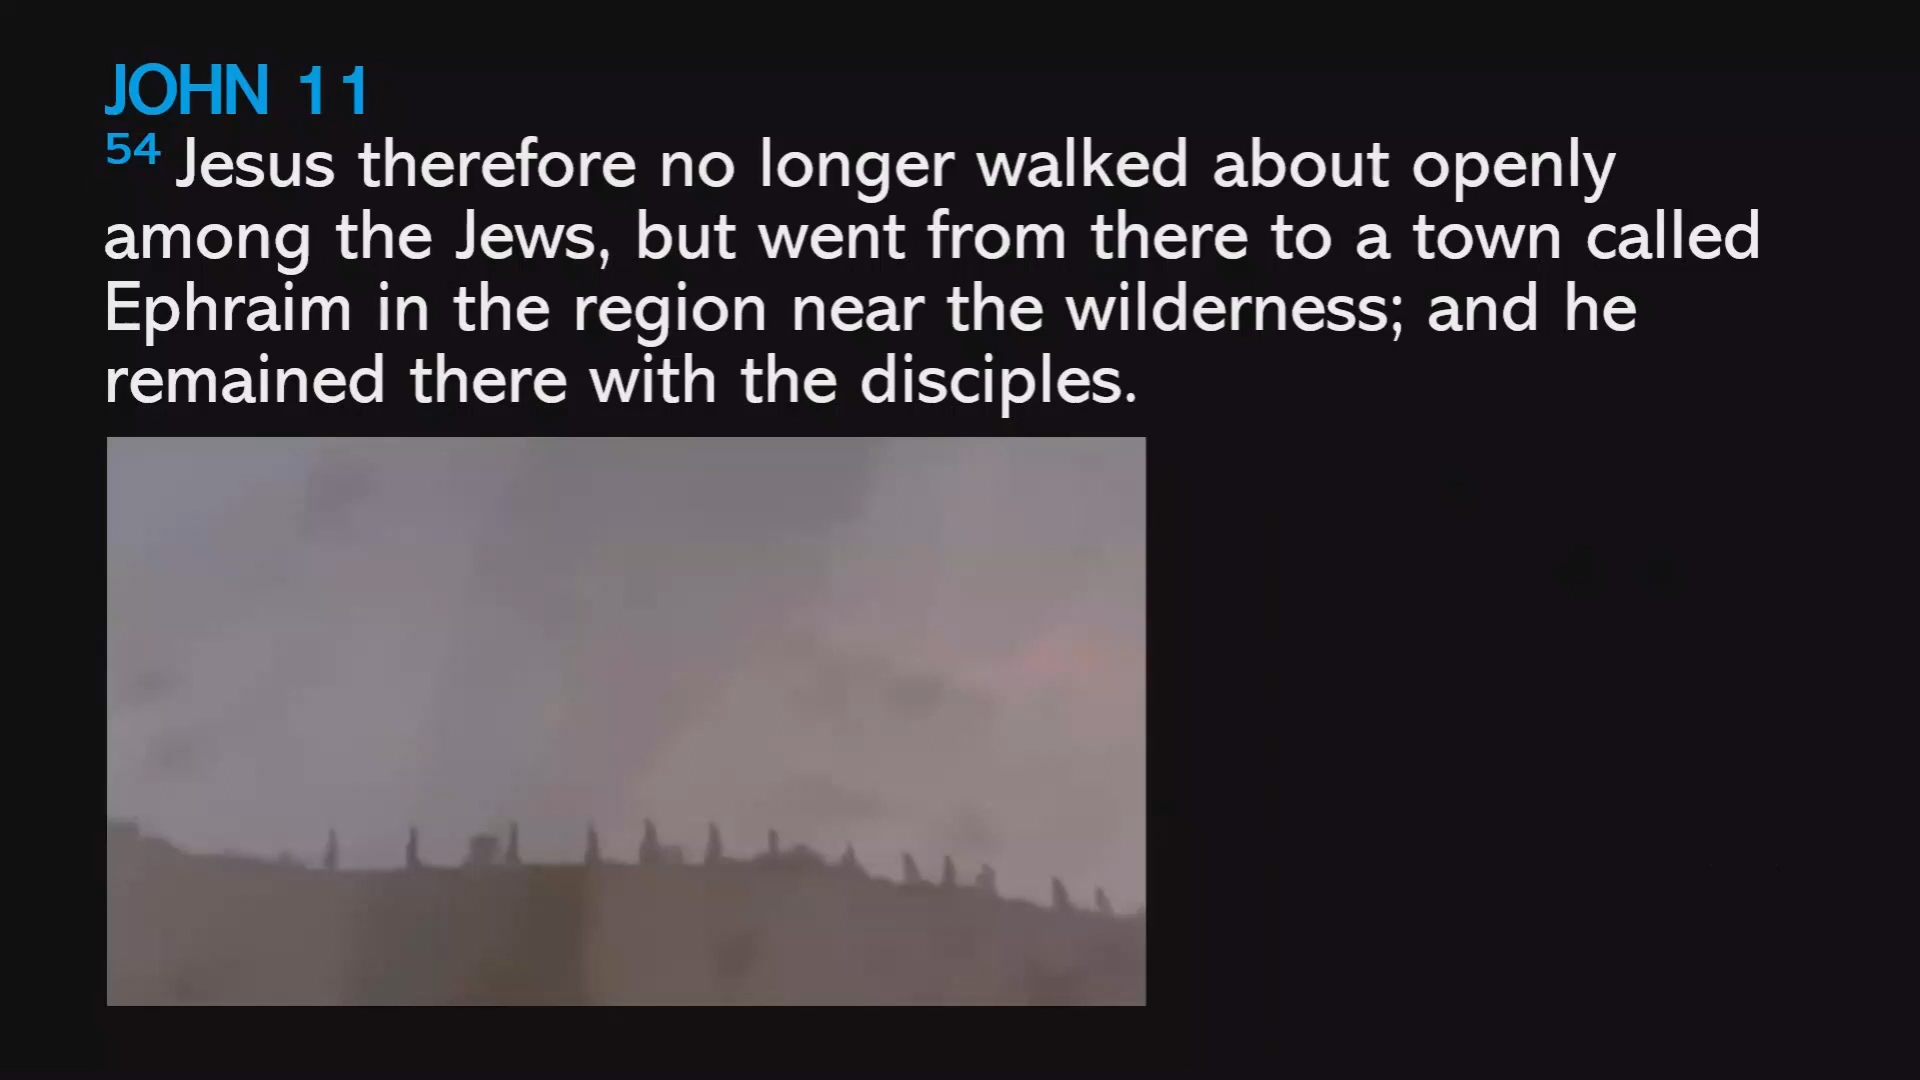 JOHN 11
54 Jesus therefore no longer walked about openly
among the Jews, but went from there to a town called
Ephraim in the region near the wilderness; and he
remained there with the disciples.